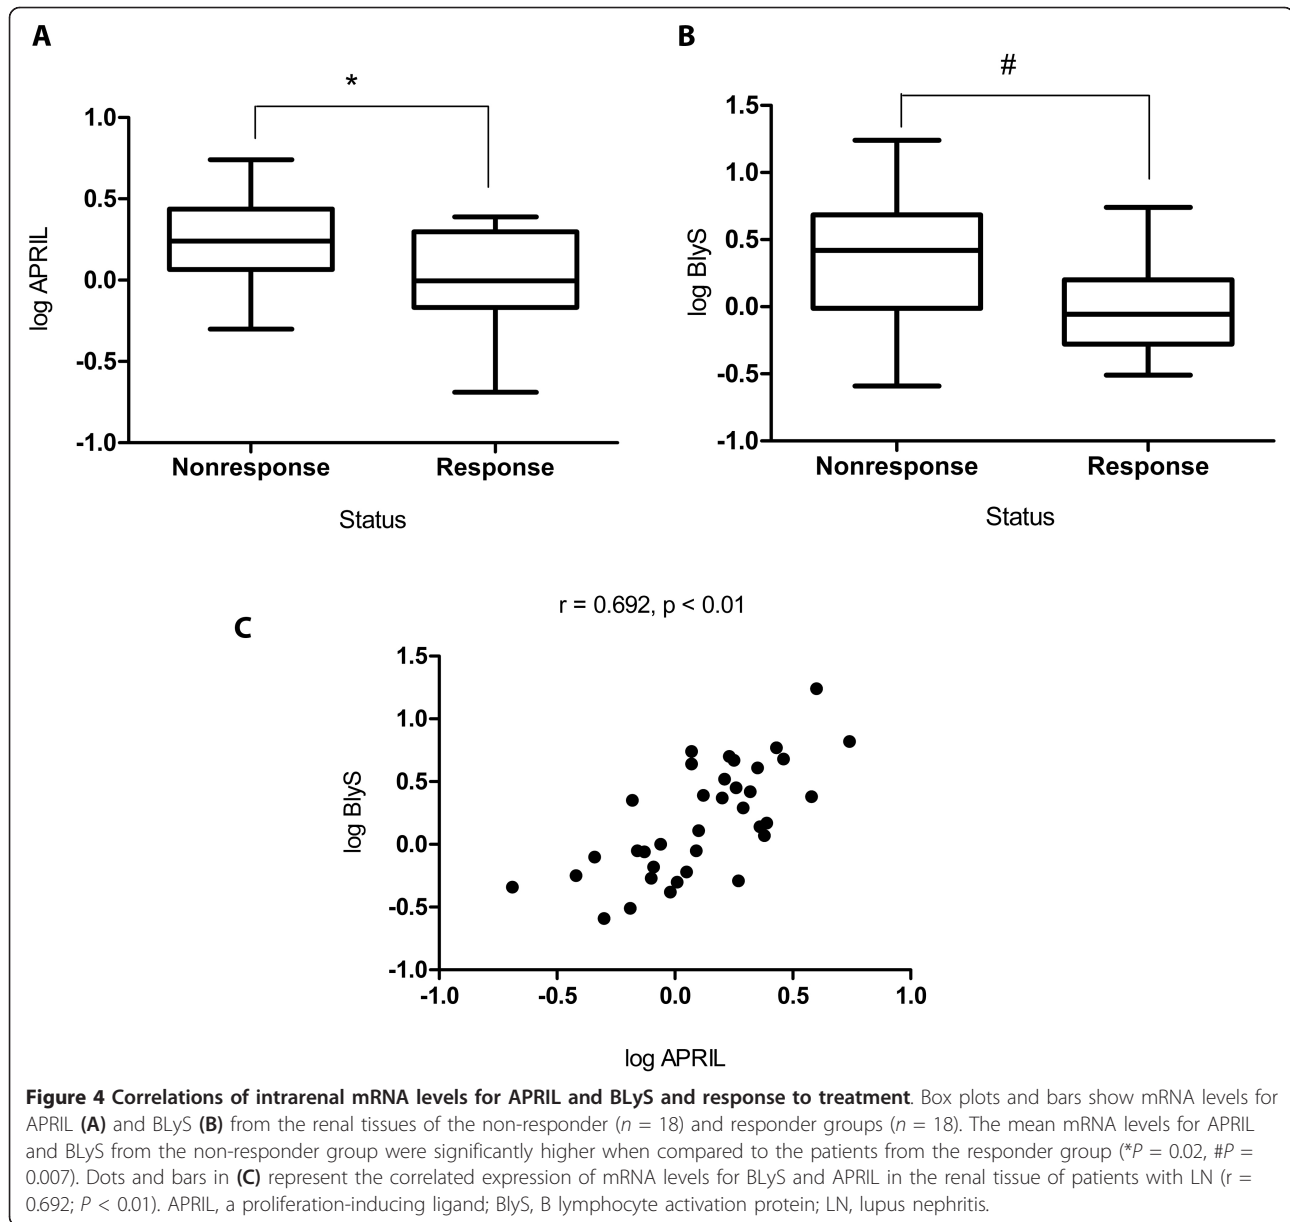 A
*
1.0
0.5
0.0
-0.5
-1.0
log APRIL
Nonresponse Response
Status
B
#
1.5
1.0
0.5
0.0
-0.5
-1.0
log BlyS
Nonresponse Response
Status
r = 0.692, p < 0.01
C
1.5
1.0
0.5
0.0
-0.5
-1.0
log BlyS
-1.0 -0.5 0.0 0.5 1.0
log APRIL
Figure 4 Correlations of intrarenal mRNA levels for APRIL and BLyS and response to treatment. Box plots and bars show mRNA levels for
APRIL (A) and BLyS (B) from the renal tissues of the non-responder (n = 18) and responder groups (n = 18). The mean mRNA levels for APRIL
and BLyS from the non-responder group were significantly higher when compared to the patients from the responder group (*P = 0.02, #P =
0.007). Dots and bars in (C) represent the correlated expression of mRNA levels for BLyS and APRIL in the renal tissue of patients with LN (r =
0.692; P < 0.01). APRIL, a proliferation-inducing ligand; BlyS, B lymphocyte activation protein; LN, lupus nephritis.